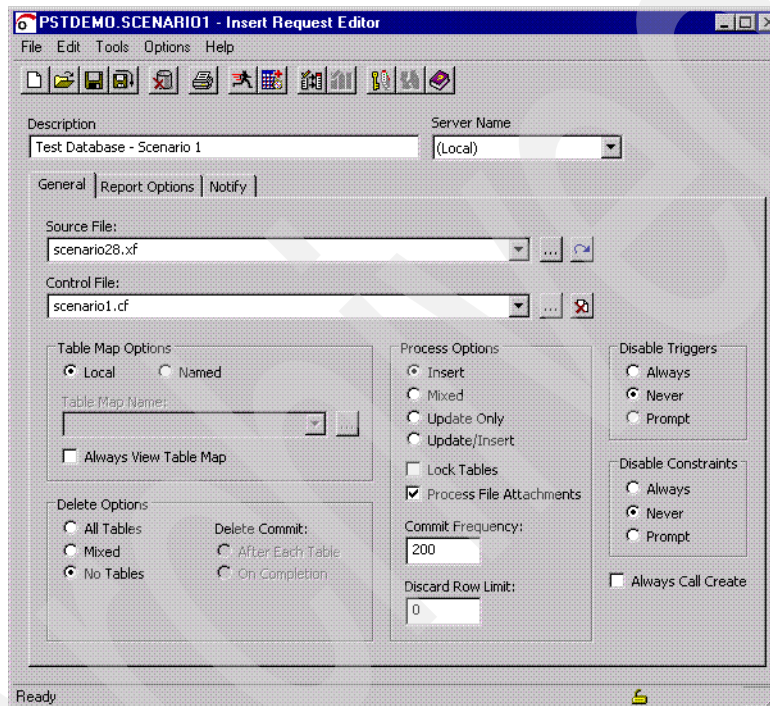 PSTDEMO.SCENARIO1 - Insert Request Editor
File Edit Tools Options Help
Description
Server Name
Test Database - Scenario 1
(Local)
General Report Options Notify
Source File:
scenario28.xf
...
Control File:
scenario1.cf
...
Table Map Options
Local Named
Table Map Name:
...
Always View Table Map
Delete Options
All Tables
Mixed
No Tables
Delete Commit:
After Each Table
On Completion
Process Options
Insert
Mixed
Update Only
Update/Insert
Lock Tables
Process File Attachments
Commit Frequency:
200
Discard Row Limit:
0
Disable Triggers
Always
Never
Prompt
Disable Constraints
Always
Never
Prompt
Always Call Create
Ready